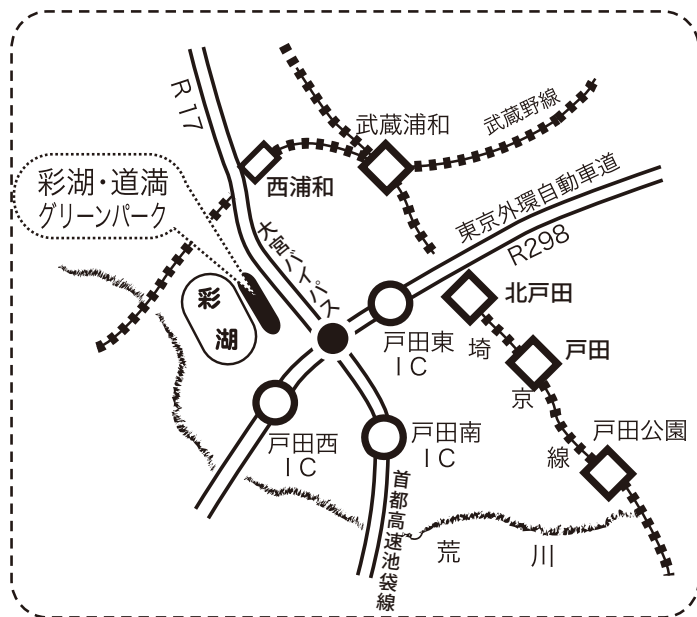 R17
武蔵浦和
武蔵野線
西浦和
彩湖・道満
グリーンパーク
東京外環自動車道
R298
大宮バイパス
彩湖
北戸田
戸田東
IC
戸田
埼京線
戸田西
IC
戸田南
IC
戸田公園
首都高速池袋線
荒川